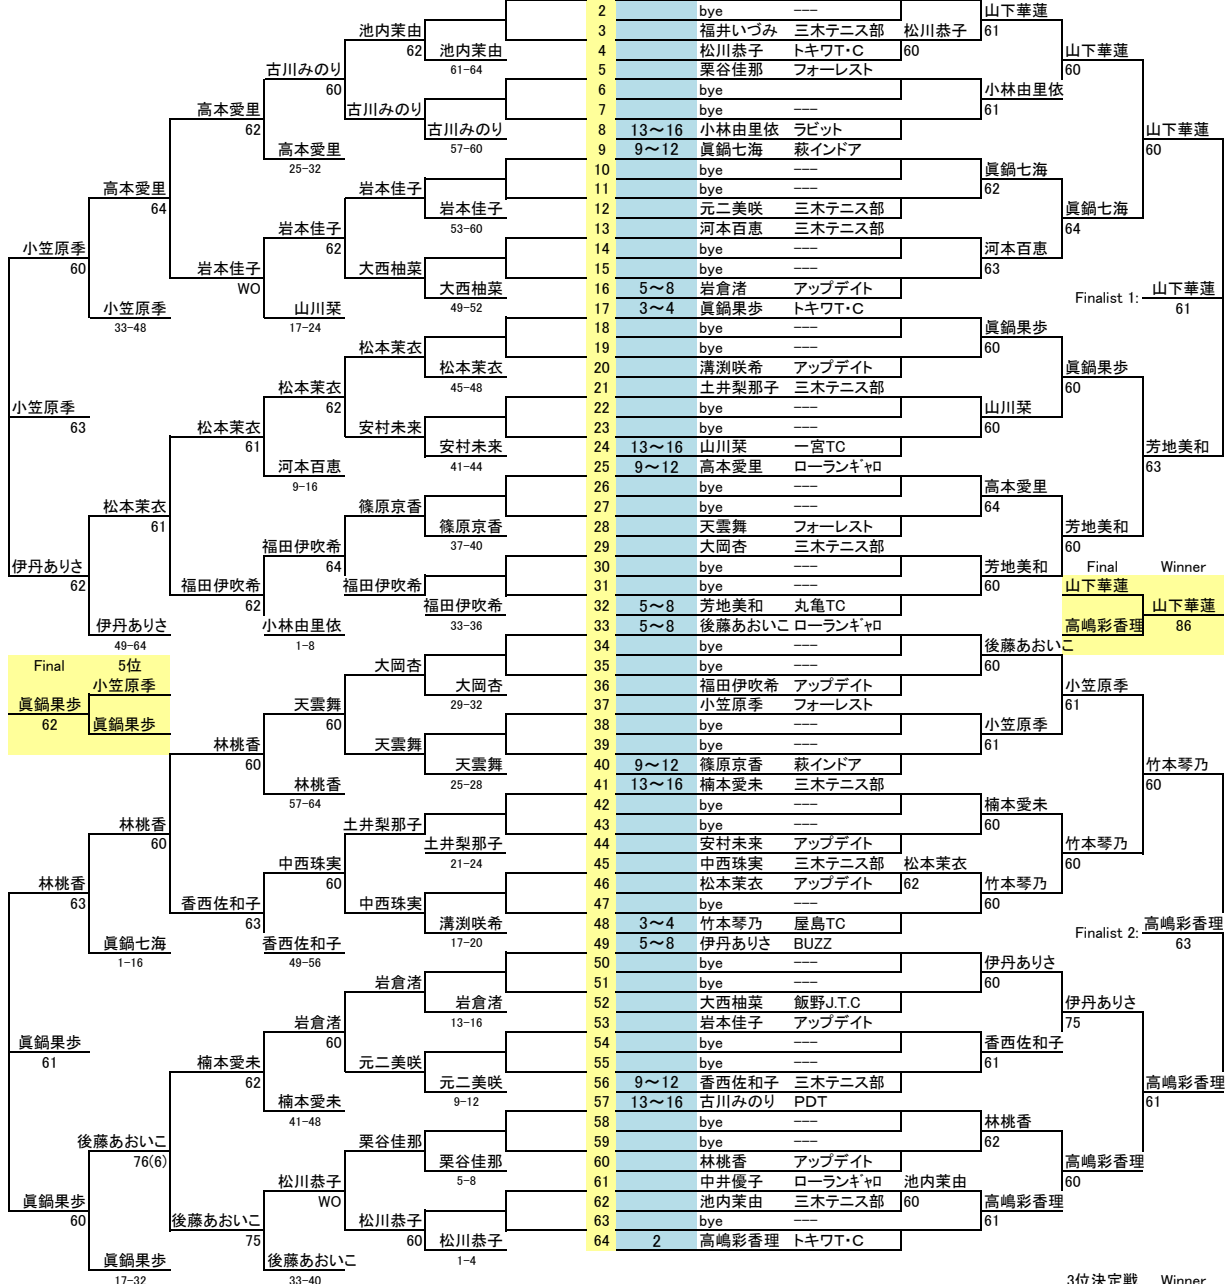 2 bye --- 山下華蓮
池内茉由 3 福井いづみ 三木テニス部 松川恭子 61
62 池内茉由 4 松川恭子 トキワT・C 60 山下華蓮
古川みのり 61-64 5 栗谷佳那 フォーレスト 60
60 6 bye 小林由里依
高本愛里 古川みのり 7 bye --- 61
62 古川みのり 8 13~16 小林由里依 ラビット 山下華蓮
高本愛里 57-60 9 9~12 眞鍋七海 萩インドア 60
25-32 10 bye --- 眞鍋七海
高本愛里 岩本佳子 11 bye --- 62
64 岩本佳子 12 元二美咲 三木テニス部 眞鍋七海
岩本佳子 53-60 13 河本百恵 三木テニス部 64
小笠原季 62 14 bye --- 河本百恵
60 岩本佳子 大西柚菜 15 bye --- 63
WO 大西柚菜 16 5~8 岩倉渚 アップデイト Finalist 1: 山下華蓮
小笠原季 山川栞 49-52 17 3~4 眞鍋果歩 トキワT・C 61
33-48 17-24 18 bye --- 眞鍋果歩
松本茉衣 19 bye --- 60
松本茉衣 20 溝渕咲希 アップデイト 眞鍋果歩
松本茉衣 45-48 21 土井梨那子 三木テニス部 60
小笠原季 62 22 bye --- 山川栞
63 松本茉衣 安村未来 23 bye --- 60
61 安村未来 24 13~16 山川栞 一宮TC 芳地美和
河本百恵 41-44 25 9~12 高本愛里 ローランギャロ 63
9-16 26 bye --- 高本愛里
松本茉衣 篠原京香 27 bye --- 64
61 篠原京香 28 天雲舞 フォーレスト 芳地美和
福田伊吹希 37-40 29 大岡杏 三木テニス部 60
伊丹ありさ 64 30 bye --- 芳地美和 Final Winner
62 福田伊吹希 福田伊吹希 31 bye --- 60 山下華蓮
62 福田伊吹希 32 5~8 芳地美和 丸亀TC 山下華蓮
伊丹ありさ 小林由里依 33-36 33 5~8 後藤あおいこ ローランギャロ 高嶋彩香理 86
49-64 1-8 34 bye --- 後藤あおいこ
Final 5位 大岡杏 35 bye --- 60
小笠原季 大岡杏 36 福田伊吹希 アップデイト 小笠原季
眞鍋果歩 天雲舞 29-32 37 小笠原季 フォーレスト 61
62 眞鍋果歩 60 38 bye --- 小笠原季
林桃香 天雲舞 39 bye --- 61
60 天雲舞 40 9~12 篠原京香 萩インドア 竹本琴乃
林桃香 25-28 41 13~16 楠本愛未 三木テニス部 60
57-64 42 bye --- 楠本愛未
林桃香 土井梨那子 43 bye --- 60
60 土井梨那子 44 安村未来 アップデイト 竹本琴乃
中西珠実 21-24 45 中西珠実 三木テニス部 松本茉衣 60
林桃香 60 46 松本茉衣 アップデイト 62 竹本琴乃
63 香西佐和子 中西珠実 47 bye --- 60
63 溝渕咲希 48 3~4 竹本琴乃 屋島TC Finalist 2: 高嶋彩香理
眞鍋七海 香西佐和子 17-20 49 5~8 伊丹ありさ BUZZ 63
1-16 49-56 50 bye --- 伊丹ありさ
岩倉渚 51 bye --- 60
岩倉渚 52 大西柚菜 飯野J.T.C 伊丹ありさ
岩倉渚 13-16 53 岩本佳子 アップデイト 75
眞鍋果歩 60 54 bye --- 香西佐和子
61 楠本愛未 元二美咲 55 bye --- 61
62 元二美咲 56 9~12 香西佐和子 三木テニス部 高嶋彩香理
楠本愛未 9-12 57 13~16 古川みのり PDT 61
41-48 58 bye --- 林桃香
後藤あおいこ 栗谷佳那 59 bye --- 62
76(6) 栗谷佳那 60 林桃香 アップデイト 高嶋彩香理
松川恭子 5-8 61 中井優子 ローランギャロ 池内茉由 60
眞鍋果歩 WO 62 池内茉由 三木テニス部 60 高嶋彩香理
60 後藤あおいこ 松川恭子 63 bye --- 61
75 60 松川恭子 64 2 高嶋彩香理 トキワT・C
眞鍋果歩 後藤あおいこ 1-4
17-32 33-40 3位決定戦 Winner